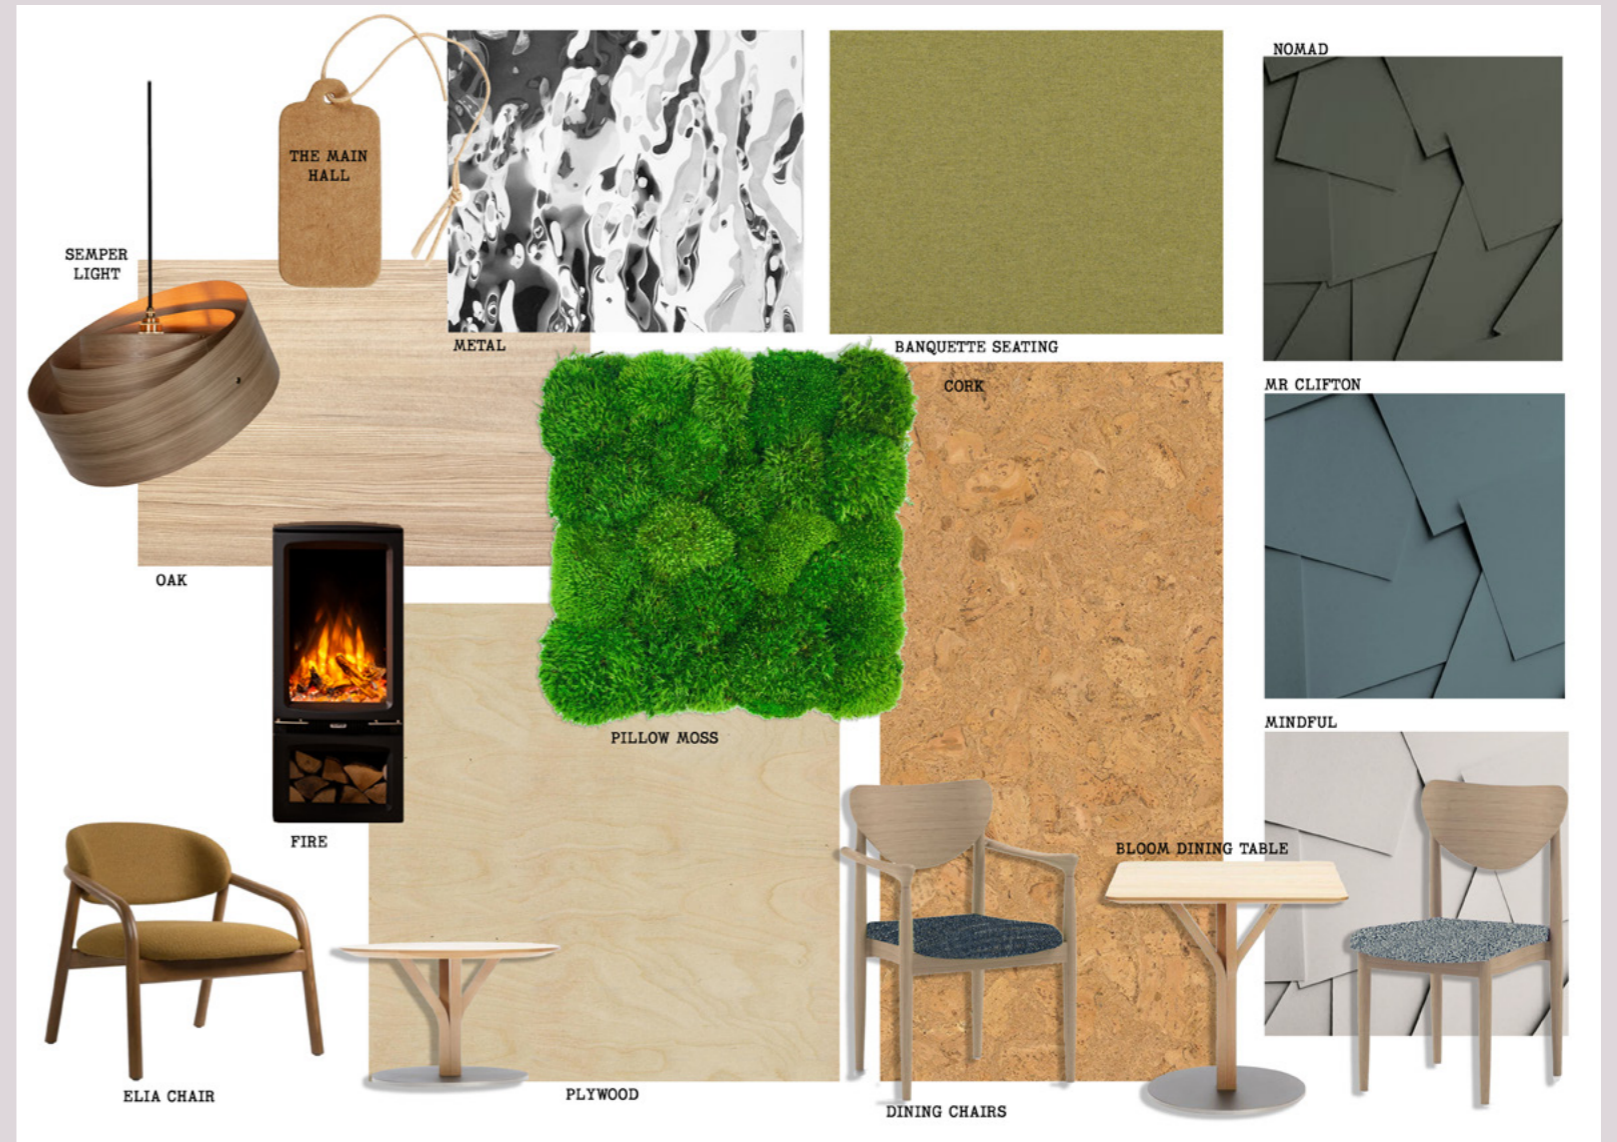 NOMAD
THE MAIN
HALL
SEMPER
LIGHT
METAL
BANQUETTE SEATING
CORK
MR CLIFTON
OAK
MINDFUL
PILLOW MOSS
FIRE
BLOOM DINING TABLE
ELIA CHAIR
PLYWOOD
DINING CHAIRS